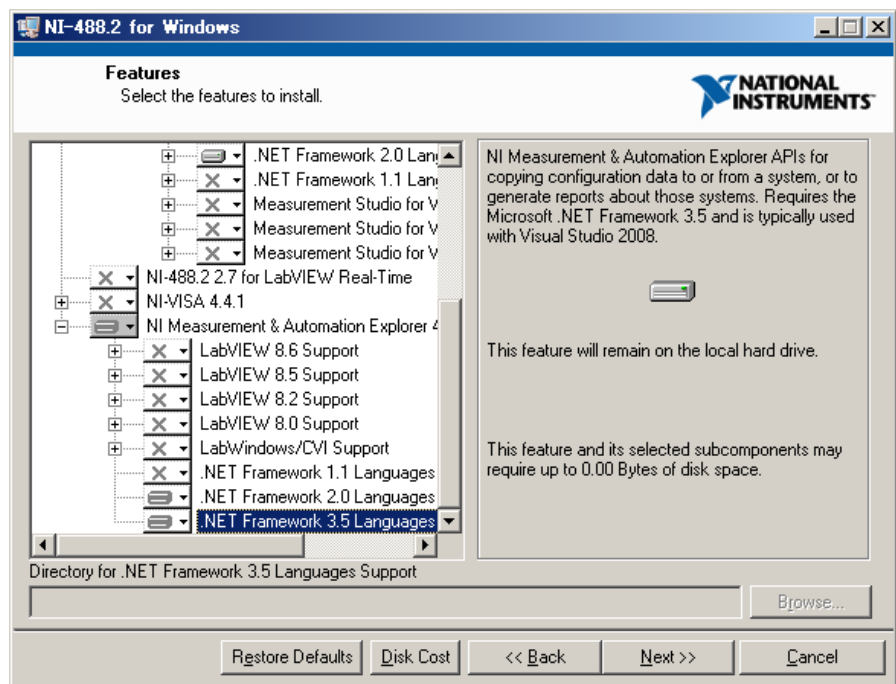 NI-488.2 for Windows
Features
Select the features to install.
NATIONAL
INSTRUMENTS
.NET Framework 2.0 Lang
.NET Framework 1.1 Lang
Measurement Studio for V
Measurement Studio for V
Measurement Studio for V
NI-488.2 2.7 for LabVIEW Real-Time
NI-VISA 4.4.1
NI Measurement & Automation Explorer 4
LabVIEW 8.6 Support
LabVIEW 8.5 Support
LabVIEW 8.2 Support
LabVIEW 8.0 Support
LabWindows/CVI Support
.NET Framework 1.1 Languages
.NET Framework 2.0 Languages
.NET Framework 3.5 Languages
NI Measurement & Automation Explorer APIs for
copying configuration data to or from a system, or to
generate reports about those systems. Requires the
Microsoft .NET Framework 3.5 and is typically used
with Visual Studio 2008.
This feature will remain on the local hard drive.
This feature and its selected subcomponents may
require up to 0.00 Bytes of disk space.
Directory for .NET Framework 3.5 Languages Support
Browse...
Restore Defaults
Disk Cost
<< Back
Next >>
Cancel